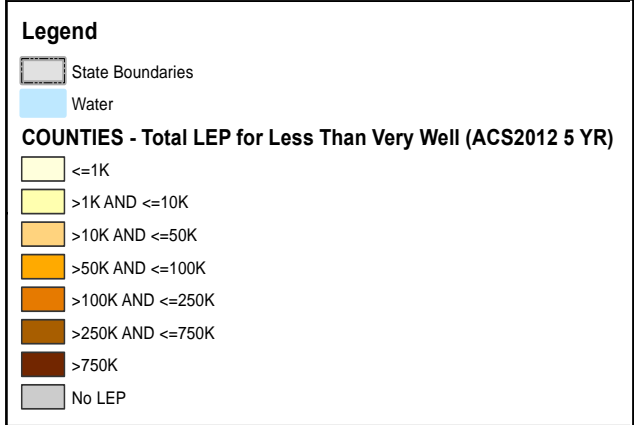 Legend
State Boundaries
Water
COUNTIES - Total LEP for Less Than Very Well (ACS2012 5 YR)
<=1K
>1K AND <=10K
>10K AND <=50K
>50K AND <=100K
>100K AND <=250K
>250K AND <=750K
>750K
No LEP